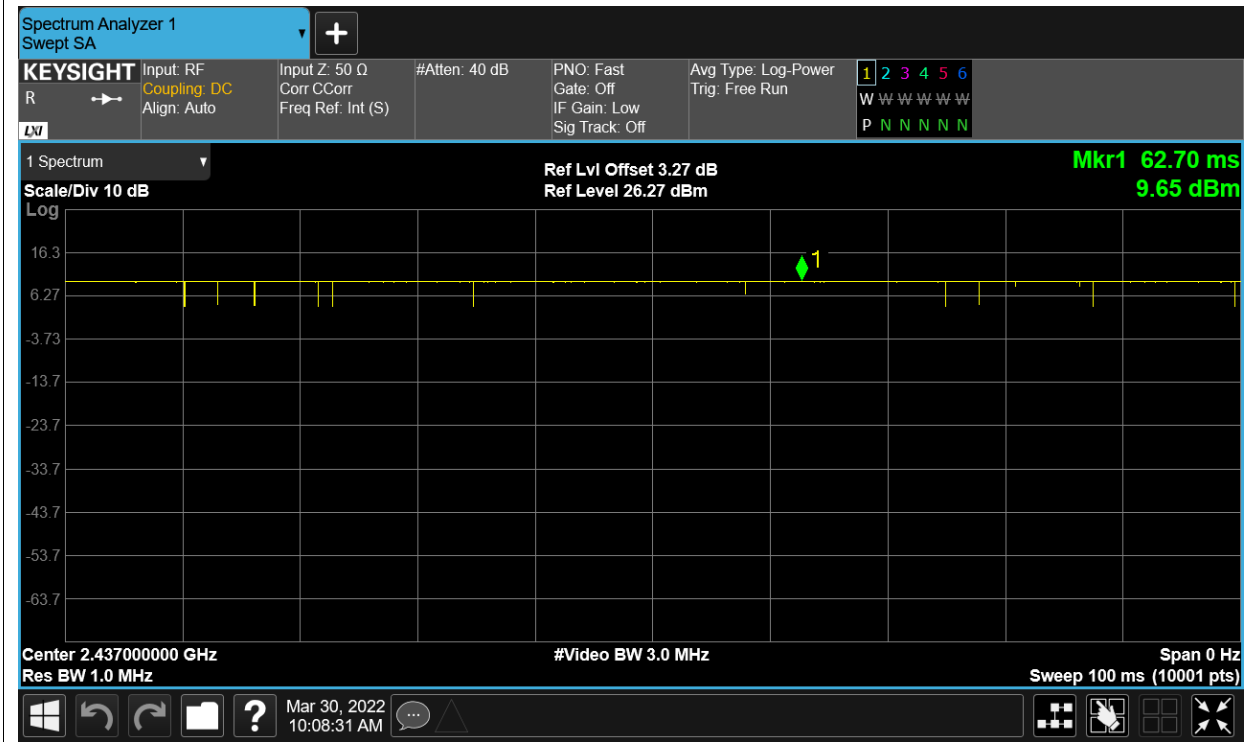 Spectrum Analyzer 1
Swept SA
+
KEYSIGHT
R
LXI
Input: RF
Coupling: DC
Align: Auto
Input Z: 50 Ω
Corr CCorr
Freq Ref: Int (S)
#Atten: 40 dB
PNO: Fast
Gate: Off
IF Gain: Low
Sig Track: Off
Avg Type: Log-Power
Trig: Free Run
1 2 3 4 5 6
W W W W W W
P N N N N N
1 Spectrum
Scale/Div 10 dB
Log
Ref Lvl Offset 3.27 dB
Ref Level 26.27 dBm
Mkr1 62.70 ms
9.65 dBm
1
16.3
6.27
-3.73
-13.7
-23.7
-33.7
-43.7
-53.7
-63.7
Center 2.437000000 GHz
Res BW 1.0 MHz
#Video BW 3.0 MHz
Span 0 Hz
Sweep 100 ms (10001 pts)
?
Mar 30, 2022
10:08:31 AM